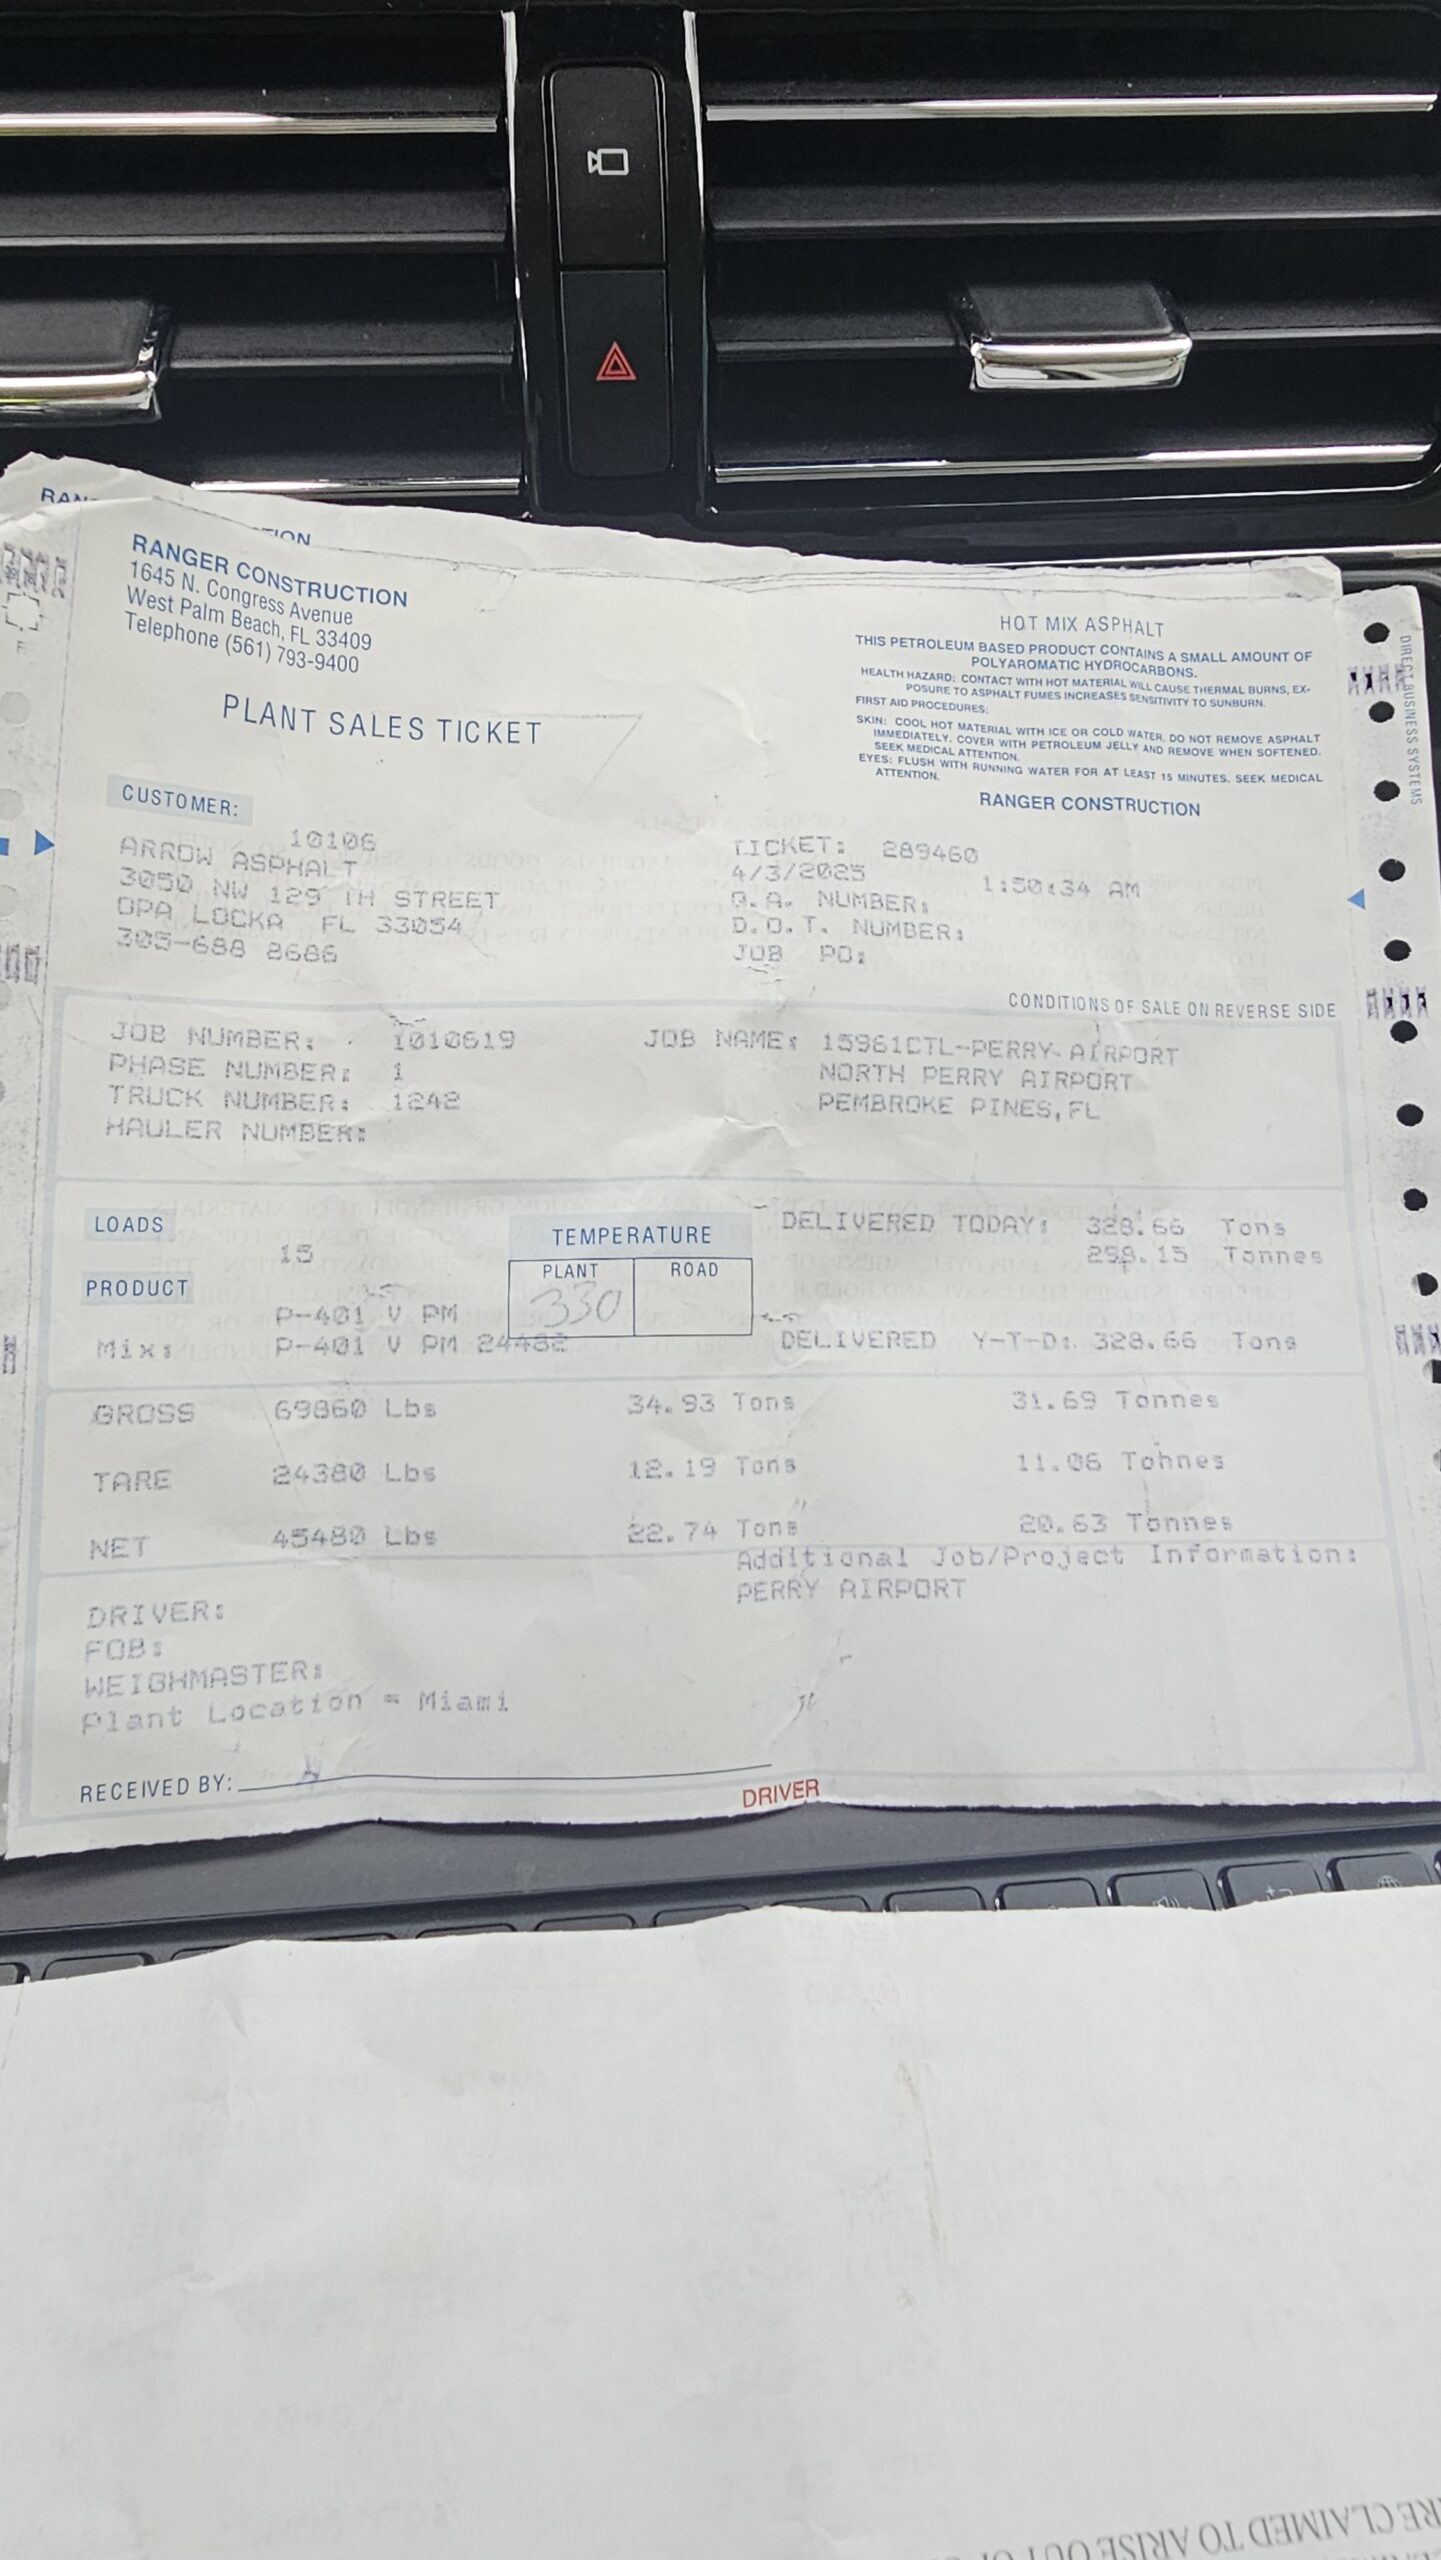 RANGER CONSTRUCTION
1645 N. Congress Avenue
West Palm Beach, FL 33409
Telephone (561) 793-9400
PLANT SALES TICKET
HOT MIX ASPHALT
THIS PETROLEUM BASED PRODUCT CONTAINS A SMALL AMOUNT OF
POLYAROMATIC HYDROCARBONS.
HEALTH HAZARD: CONTACT WITH HOT MATERIAL WILL CAUSE THERMAL BURNS, EX-
POSURE TO ASPHALT FUMES INCREASES SENSITIVITY TO SUNBURN.
FIRST AID PROCEDURES:
SKIN: COOL HOT MATERIAL WITH ICE OR COLD WATER. DO NOT REMOVE ASPHALT
IMMEDIATELY. COVER WITH PETROLEUM JELLY AND REMOVE WHEN SOFTENED.
SEEK MEDICAL ATTENTION.
EYES: FLUSH WITH RUNNING WATER FOR AT LEAST 15 MINUTES. SEEK MEDICAL
ATTENTION.
RANGER CONSTRUCTION
DIRECT BUSINESS SYSTEMS
CUSTOMER:
10106
ARROW ASPHALT
3050 NW 129 TH STREET
OPA LOCKA FL 33054
305-688 8686
TICKET: 289460
4/3/2025 1:50:34 AM
Q.A. NUMBER:
D.O.T. NUMBER:
JOB PO:
CONDITIONS OF SALE ON REVERSE SIDE
JOB NUMBER: 1010619 JOB NAME: 15961CTL-PERRY AIRPORT
PHASE NUMBER: 1 NORTH PERRY AIRPORT
TRUCK NUMBER: 1242 PEMBROKE PINES, FL
HAULER NUMBER:
LOADS 15
TEMPERATURE
PLANT ROAD
330
DELIVERED TODAY: 328.66 Tons
298.15 Tonnes
PRODUCT P-401 V PM
Mix: P-401 V PM 24482
DELIVERED Y-T-D: 328.66 Tons
GROSS 69860 Lbs 34.93 Tons 31.69 Tonnes
TARE 24380 Lbs 12.19 Tons 11.06 Tonnes
NET 45480 Lbs 22.74 Tons 20.63 Tonnes
Additional Job/Project Information:
PERRY AIRPORT
DRIVER:
FOB:
WEIGHMASTER:
Plant Location = Miami
RECEIVED BY:
DRIVER
CLAIMED TO ARISE OUT OF